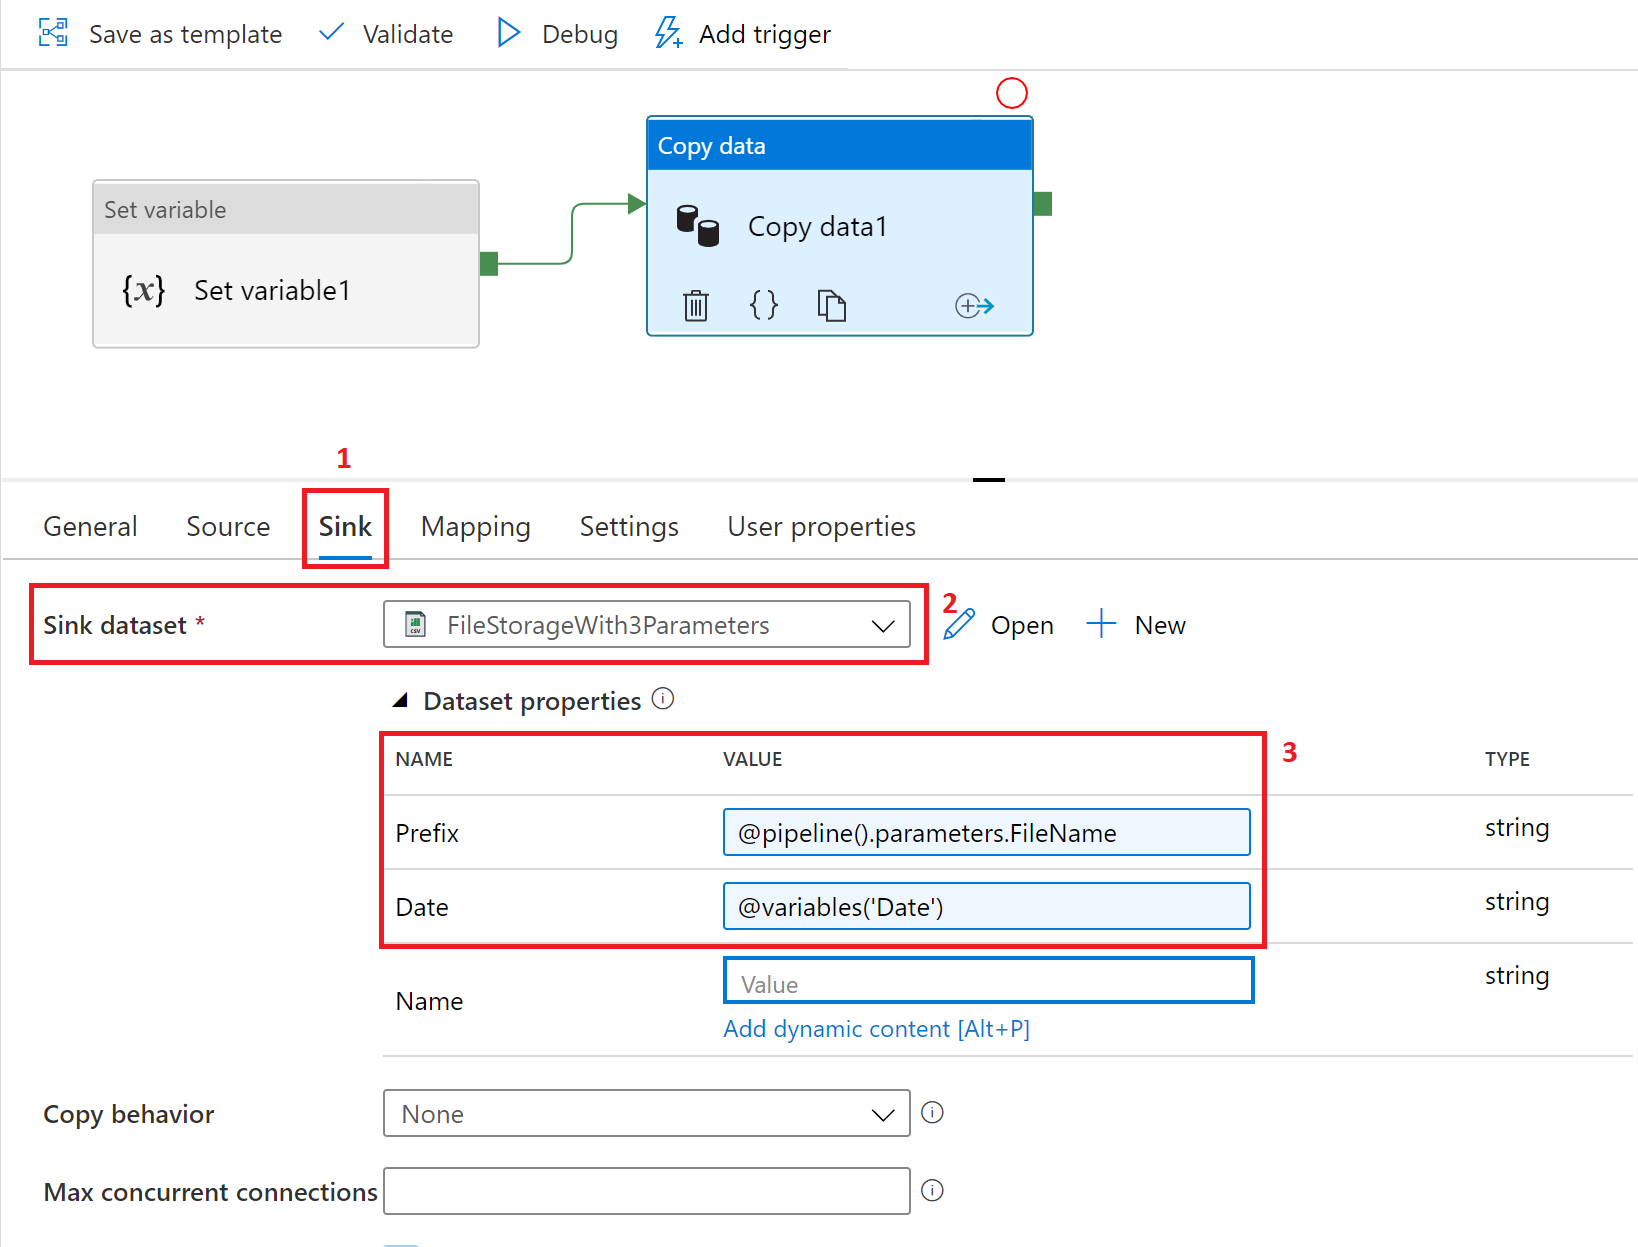 Save as template Validate Debug Add trigger
Copy data
Copy data1
Set variable
{x} Set variable1
1
General Source Sink Mapping Settings User properties
Sink dataset * CSV FileStorageWith3Parameters 2 Open New
Dataset properties
NAME VALUE 3 TYPE
Prefix @pipeline().parameters.FileName string
Date @variables('Date') string
Name Value string
Add dynamic content [Alt+P]
Copy behavior None
Max concurrent connections